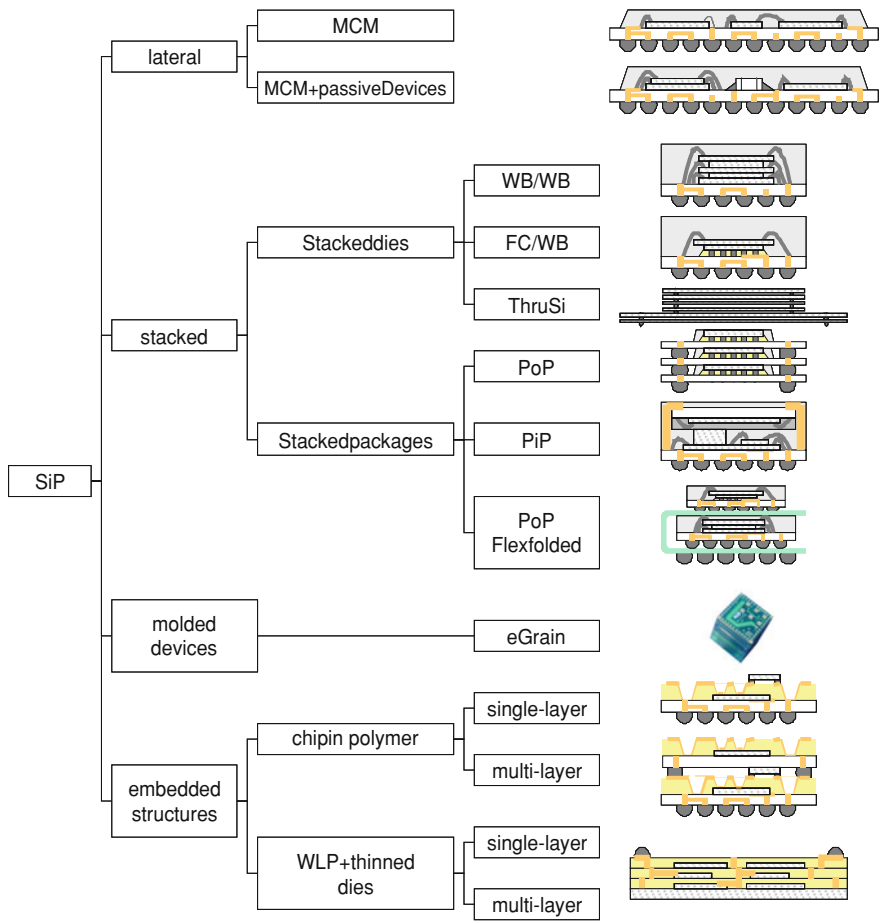 MCM
lateral
MCM+passiveDevices
WB/WB
Stackeddies
FC/WB
ThruSi
stacked
PoP
Stackedpackages
PiP
SiP
PoP
Flexfolded
molded
devices
eGrain
single-layer
chipin polymer
multi-layer
embedded
structures
single-layer
WLP+thinned
dies
multi-layer